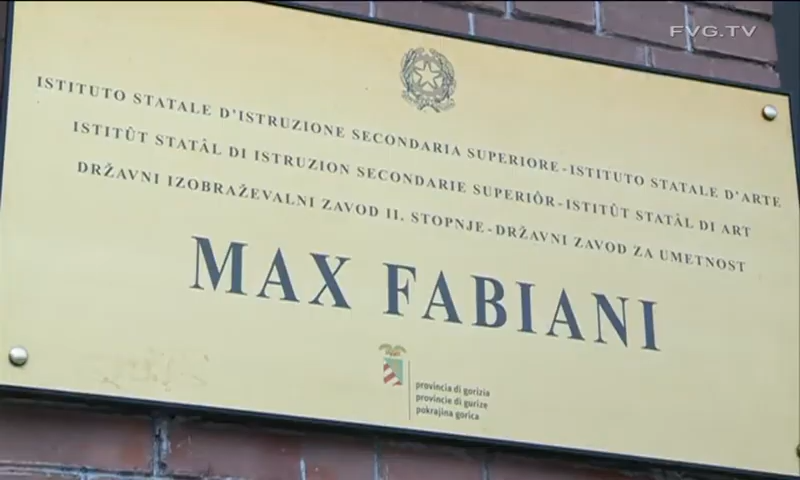 FVG.TV
ISTITUTO STATALE D'ISTRUZIONE SECONDARIA SUPERIORE-ISTITUTO STATALE D'ARTE
ISTITÛT STATÂL DI ISTRUZION SECONDARIE SUPERIÔR-ISTITÛT STATÂL DI ART
DRŽAVNI IZOBRAŽEVALNI ZAVOD II. STOPNJE-DRŽAVNI ZAVOD ZA UMETNOST
MAX FABIANI
provincia di gorizia
provincie di gurize
pokrajina gorica